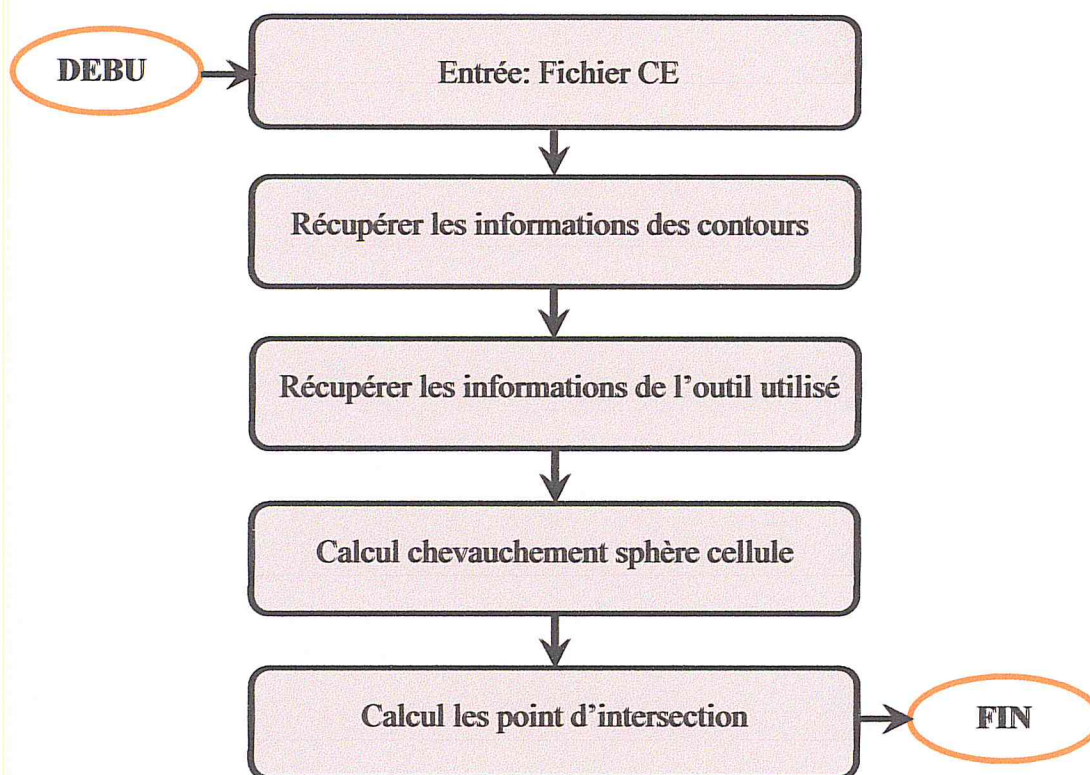 DEBU
Entrée: Fichier CE
Récupérer les informations des contours
Récupérer les informations de l'outil utilisé
Calcul chevauchement sphère cellule
Calcul les point d'intersection
FIN